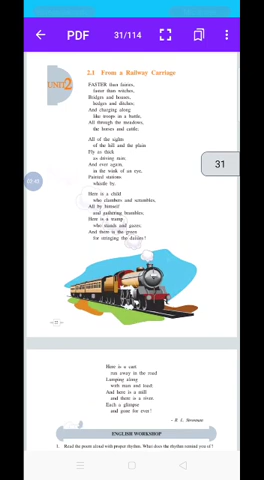 PDF
31/114
UNIT 2
2.1 From a Railway Carriage
FASTER than fairies,
faster than witches,
Bridges and houses,
hedges and ditches;
And charging along
like troops in a battle,
All through the meadows,
the horses and cattle;
All of the sights
of the hill and the plain
Fly as thick
as driving rain;
And ever again,
in the wink of an eye,
Painted stations
whistle by.
31
Here is a child
who clambers and scrambles,
All by himself
and gathering brambles;
Here is a tramp
who stands and gazes;
And there is the green
for stringing the daisies!
Here is a cart
run away in the road
Lumping along
with man and load;
And here is a mill
and there is a river:
Each a glimpse
and gone for ever!
- R. L. Stevenson
ENGLISH WORKSHOP
1. Read the poem aloud with proper rhythm. What does the rhythm remind you of?